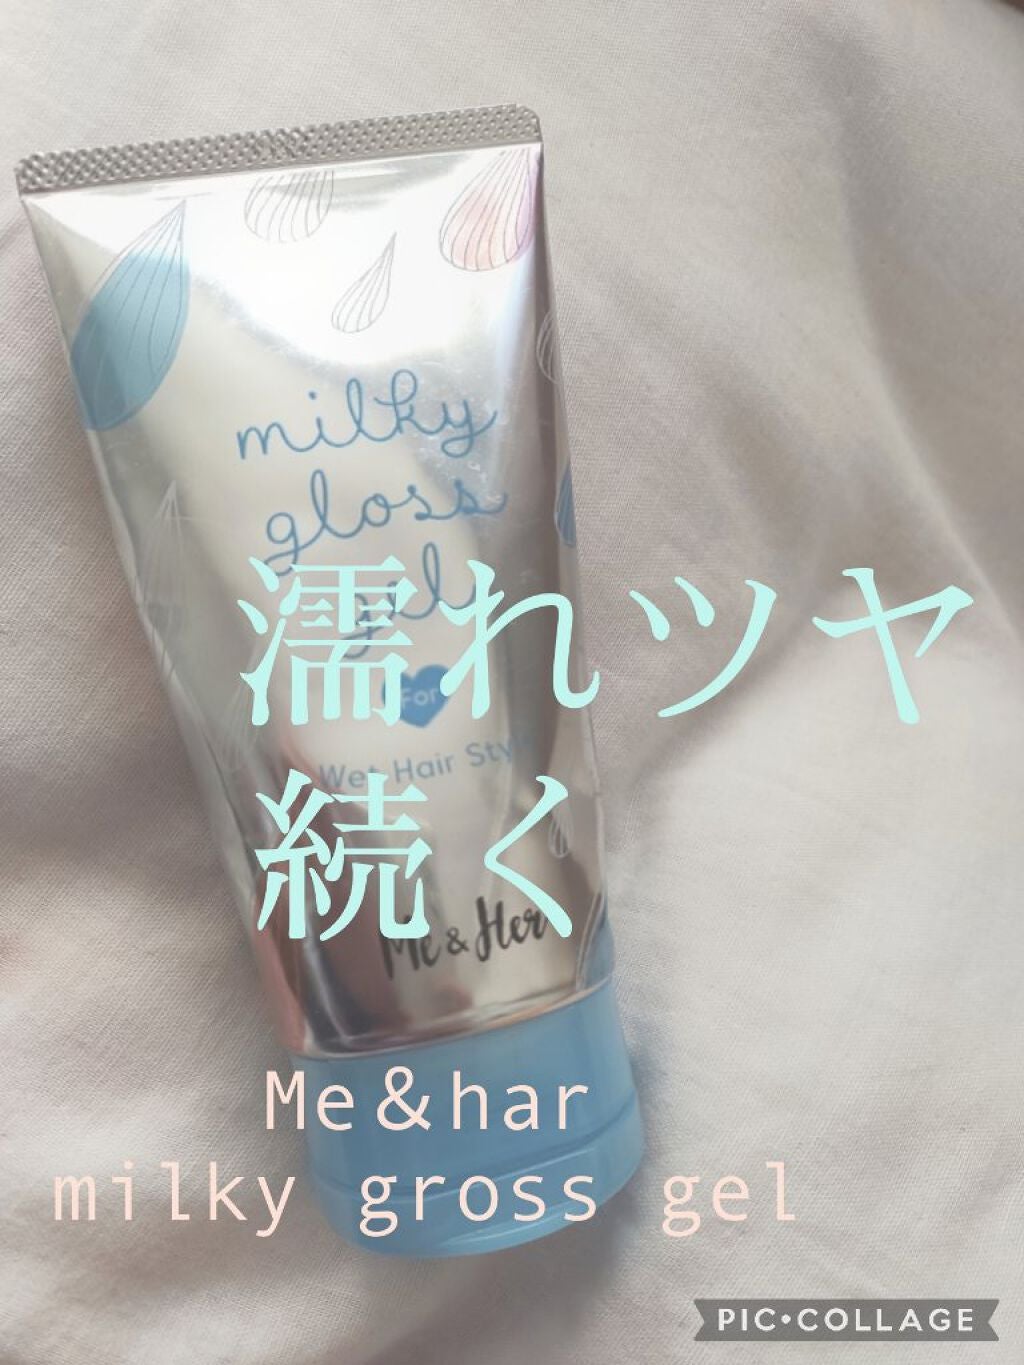 milky
gloss
gel
For
Wet Hair Style
Me & Her
濡れツヤ
続く
Me&har
milky gross gel
PIC•COLLAGE